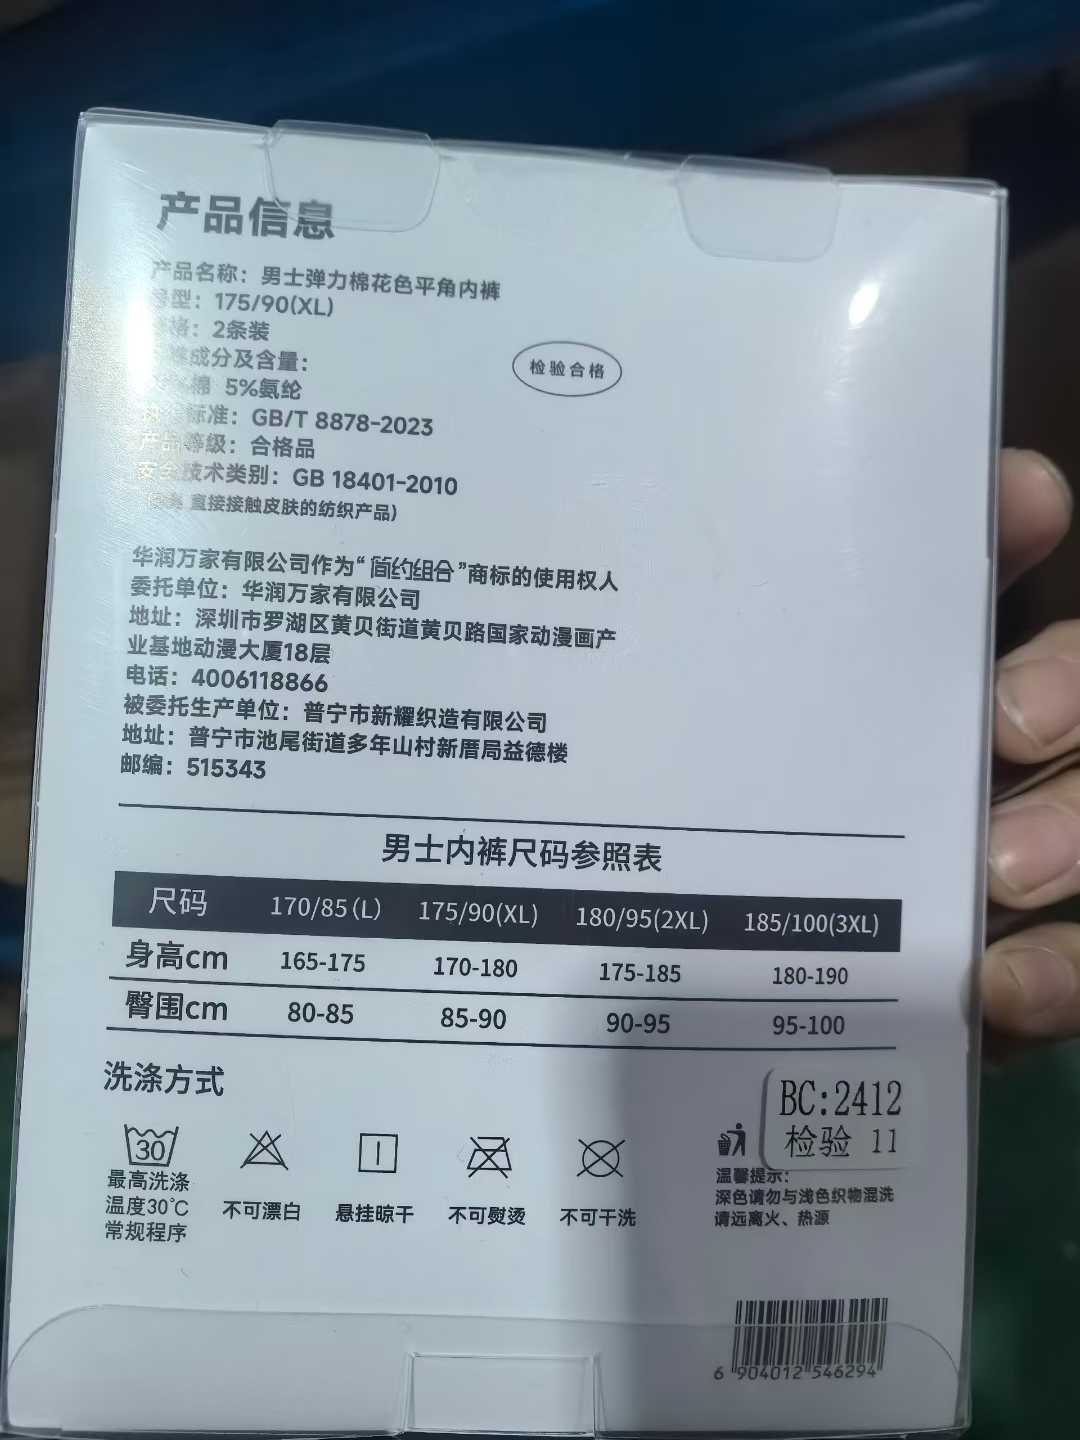 产品信息
产品名称：男士弹力棉花色平角内裤
号型：175/90(XL)
格：2条装
成分及含量：
棉 5%氨纶
标准：GB/T 8878-2023
产品等级：合格品
安全技术类别：GB 18401-2010
直接接触皮肤的纺织产品)
检验合格
华润万家有限公司作为“简约组合”商标的使用权人
委托单位：华润万家有限公司
地址：深圳市罗湖区黄贝街道黄贝路国家动漫画产
业基地动漫大厦18层
电话：4006118866
被委托生产单位：普宁市新耀织造有限公司
地址：普宁市池尾街道多年山村新厝局益德楼
邮编：515343
男士内裤尺码参照表
尺码 170/85(L) 175/90(XL) 180/95(2XL) 185/100(3XL)
身高cm 165-175 170-180 175-185 180-190
臀围cm 80-85 85-90 90-95 95-100
洗涤方式
30
最高洗涤
温度30℃
常规程序
不可漂白
悬挂晾干
不可熨烫
不可干洗
BC:2412
检验 11
温馨提示：
深色请勿与浅色织物混洗
请远离火、热源
6 904012 546294